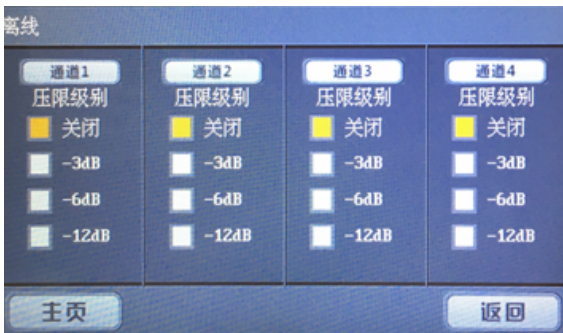 离线
通道1 通道2 通道3 通道4
压限级别 压限级别 压限级别 压限级别
关闭 关闭 关闭 关闭
-3dB -3dB -3dB -3dB
-6dB -6dB -6dB -6dB
-12dB -12dB -12dB -12dB
主页 返回